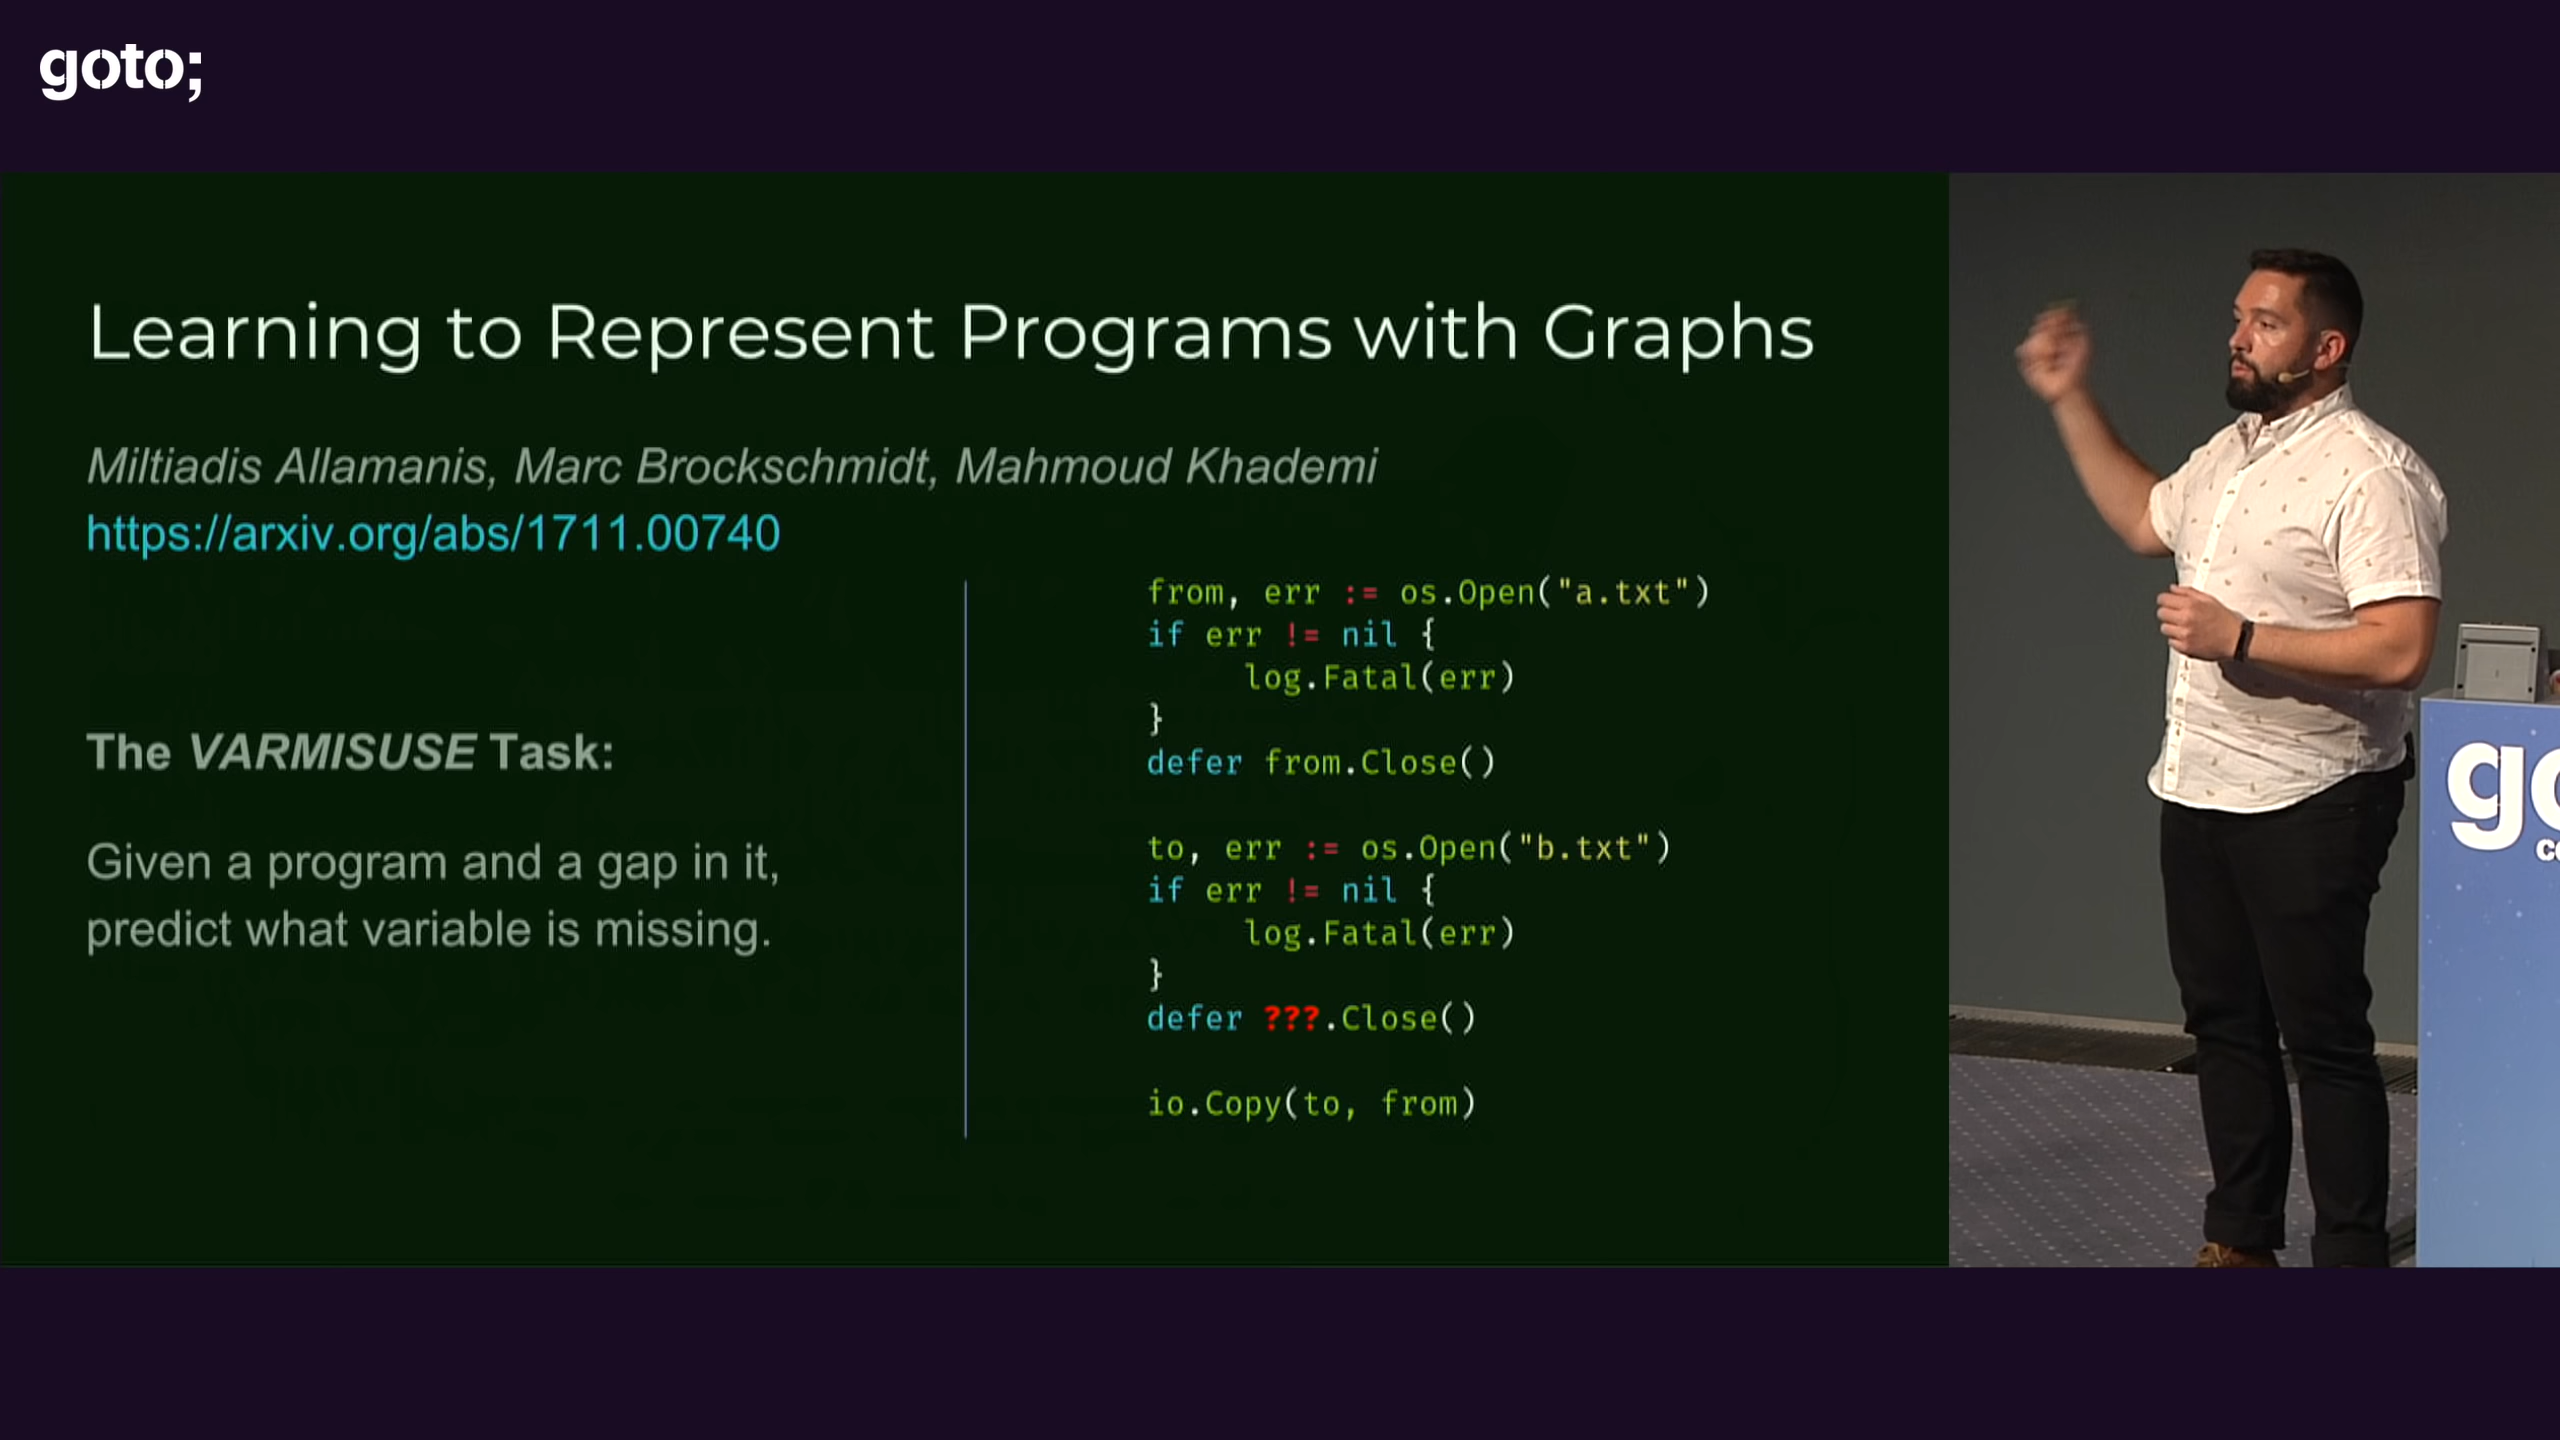 goto;
Learning to Represent Programs with Graphs
Miltiadis Allamanis, Marc Brockschmidt, Mahmoud Khademi
https://arxiv.org/abs/1711.00740
The VARMISUSE Task:
Given a program and a gap in it,
predict what variable is missing.
from, err := os.Open("a.txt")
if err != nil {
log.Fatal(err)
}
defer from.Close()
to, err := os.Open("b.txt")
if err != nil {
log.Fatal(err)
}
defer ???.Close()
io.Copy(to, from)
go